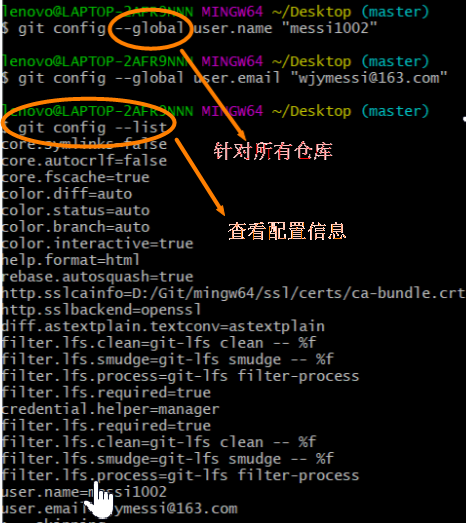 lenovo@LAPTOP-2AFR9NNN MINGW64 ~/Desktop (master)
$ git config --global user.name "messi1002"
lenovo@LAPTOP-2AFR9NNN MINGW64 ~/Desktop (master)
$ git config --global user.email "wjymessi@163.com"
lenovo@LAPTOP-2AFR9NNN MINGW64 ~/Desktop (master)
$ git config --list
针对所有仓库
core.symlinks=false
core.autocrlf=false
core.fscache=true
color.diff=auto
color.status=auto
查看配置信息
color.branch=auto
color.interactive=true
help.format=html
rebase.autosquash=true
http.sslcainfo=D:/Git/mingw64/ssl/certs/ca-bundle.crt
http.sslbackend=openssl
diff.astextplain.textconv=astextplain
filter.lfs.clean=git-lfs clean -- %f
filter.lfs.smudge=git-lfs smudge -- %f
filter.lfs.process=git-lfs filter-process
filter.lfs.required=true
credential.helper=manager
filter.lfs.required=true
filter.lfs.clean=git-lfs clean -- %f
filter.lfs.smudge=git-lfs smudge -- %f
filter.lfs.process=git-lfs filter-process
user.name=messi1002
user.email=wjymessi@163.com